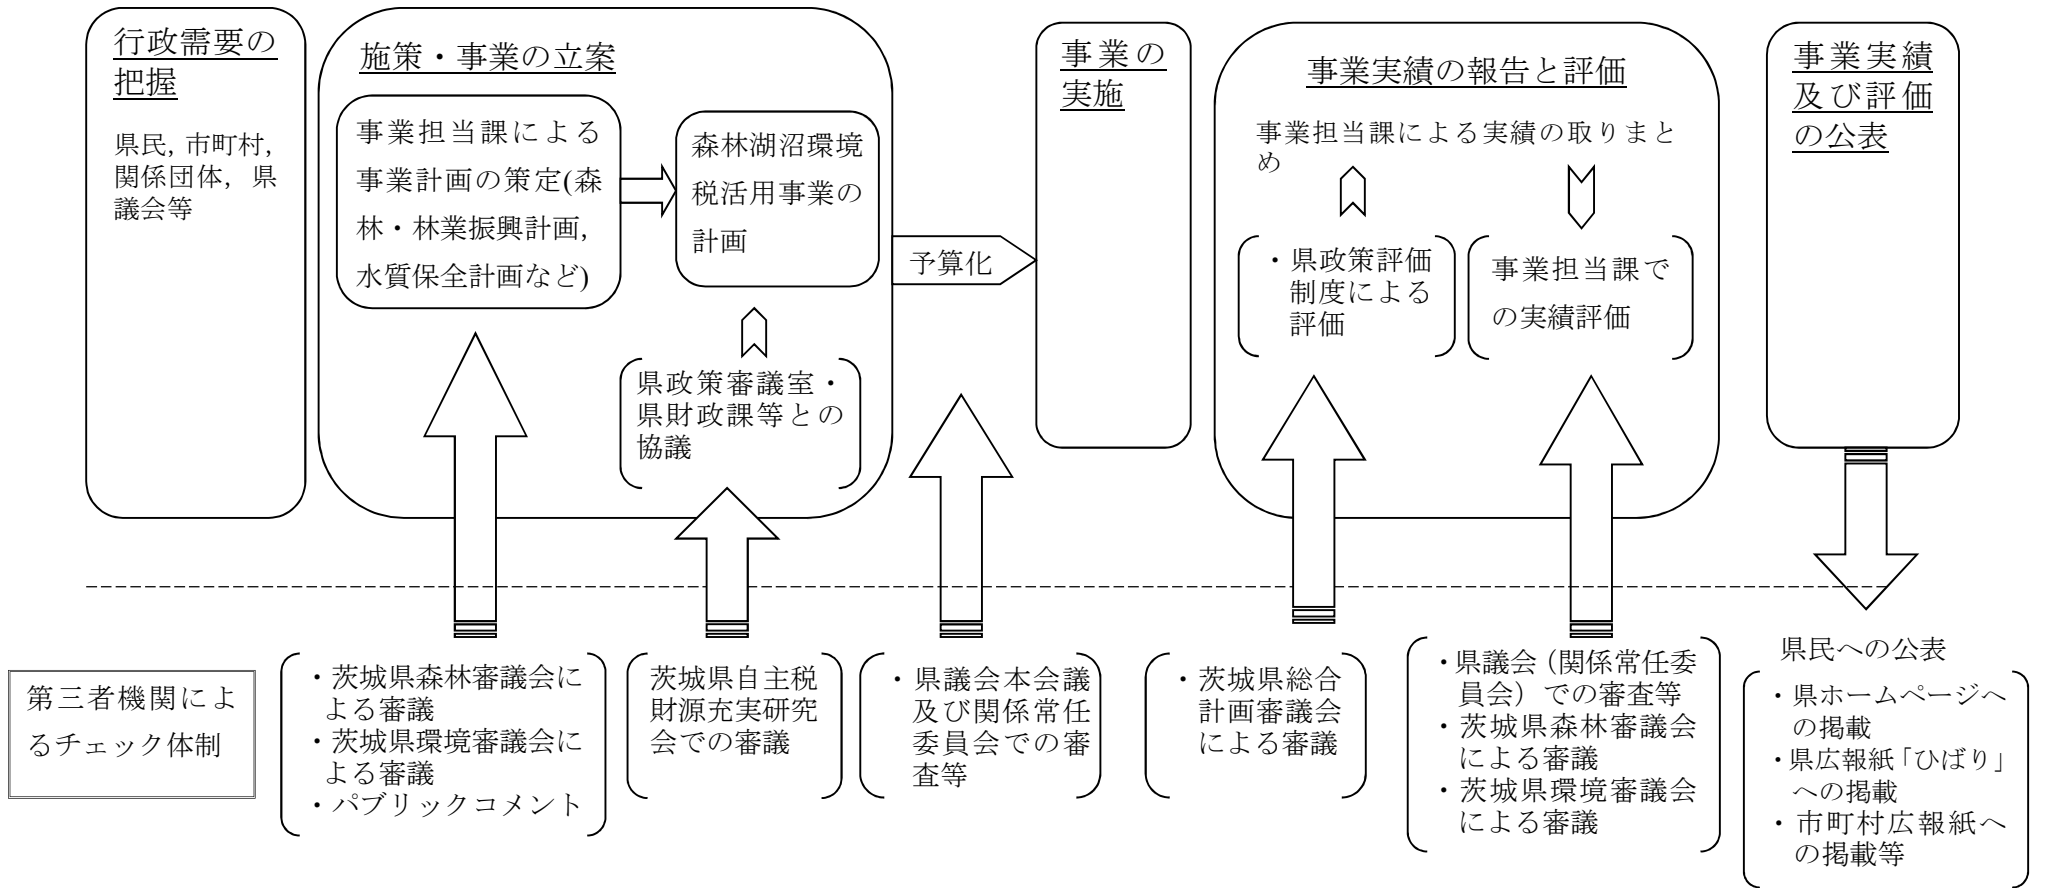 行政需要の
把握
県民, 市町村,
関係団体, 県
議会等
施策・事業の立案
事業担当課による
事業計画の策定(森
林・林業振興計画,
水質保全計画など)
森林湖沼環境
税活用事業の
計画
県政策審議室・
県財政課等との
協議
予算化
事業の
実施
事業実績の報告と評価
事業担当課による実績の取りまと
め
・県政策評価
制度による
評価
事業担当課で
の実績評価
事業実績
及び評価
の公表
第三者機関によ
るチェック体制
・茨城県森林審議会に
よる審議
・茨城県環境審議会に
よる審議
・パブリックコメント
茨城県自主税
財源充実研究
会での審議
・県議会本会議
及び関係常任
委員会での審
査等
・茨城県総合
計画審議会
による審議
・県議会（関係常任委
員会）での審査等
・茨城県森林審議会
による審議
・茨城県環境審議会
による審議
県民への公表
・県ホームページへ
の掲載
・県広報紙「ひばり」
への掲載
・市町村広報紙へ
の掲載等